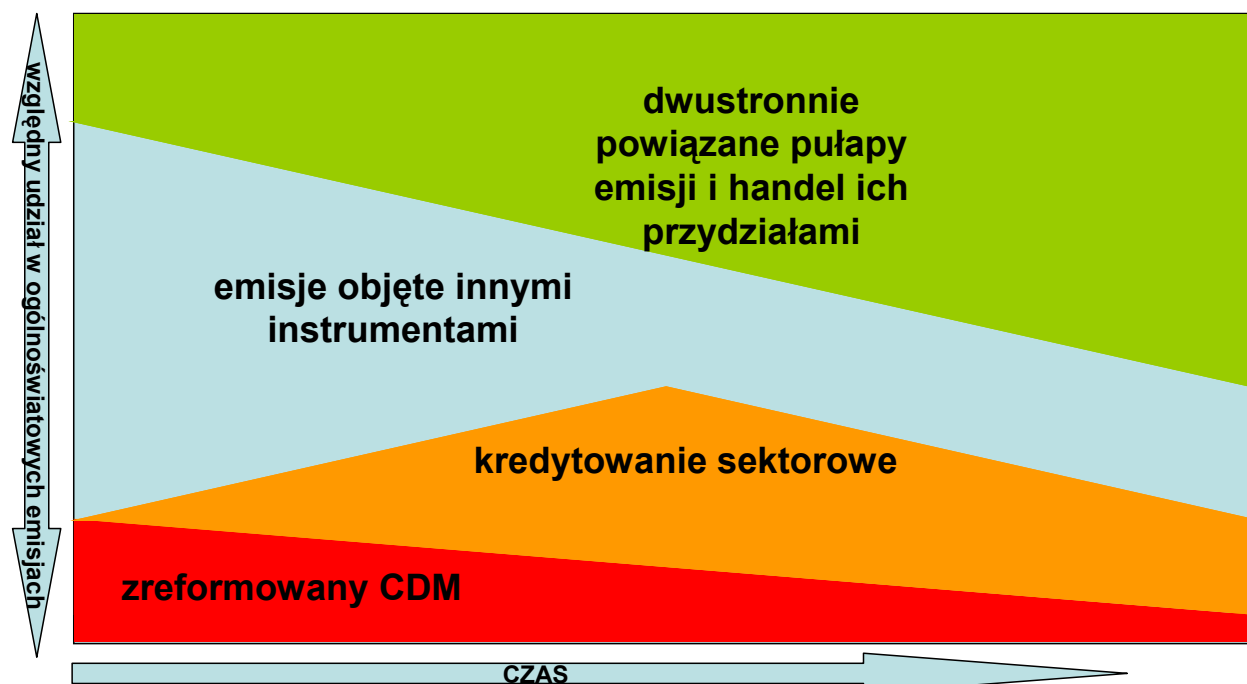 względny udział w ogólnoświatowych emisjach
dwustronnie
powiązane pułapy
emisji i handel ich
przydziałami
emisje objęte innymi
instrumentami
kredytowanie sektorowe
zreformowany CDM
CZAS